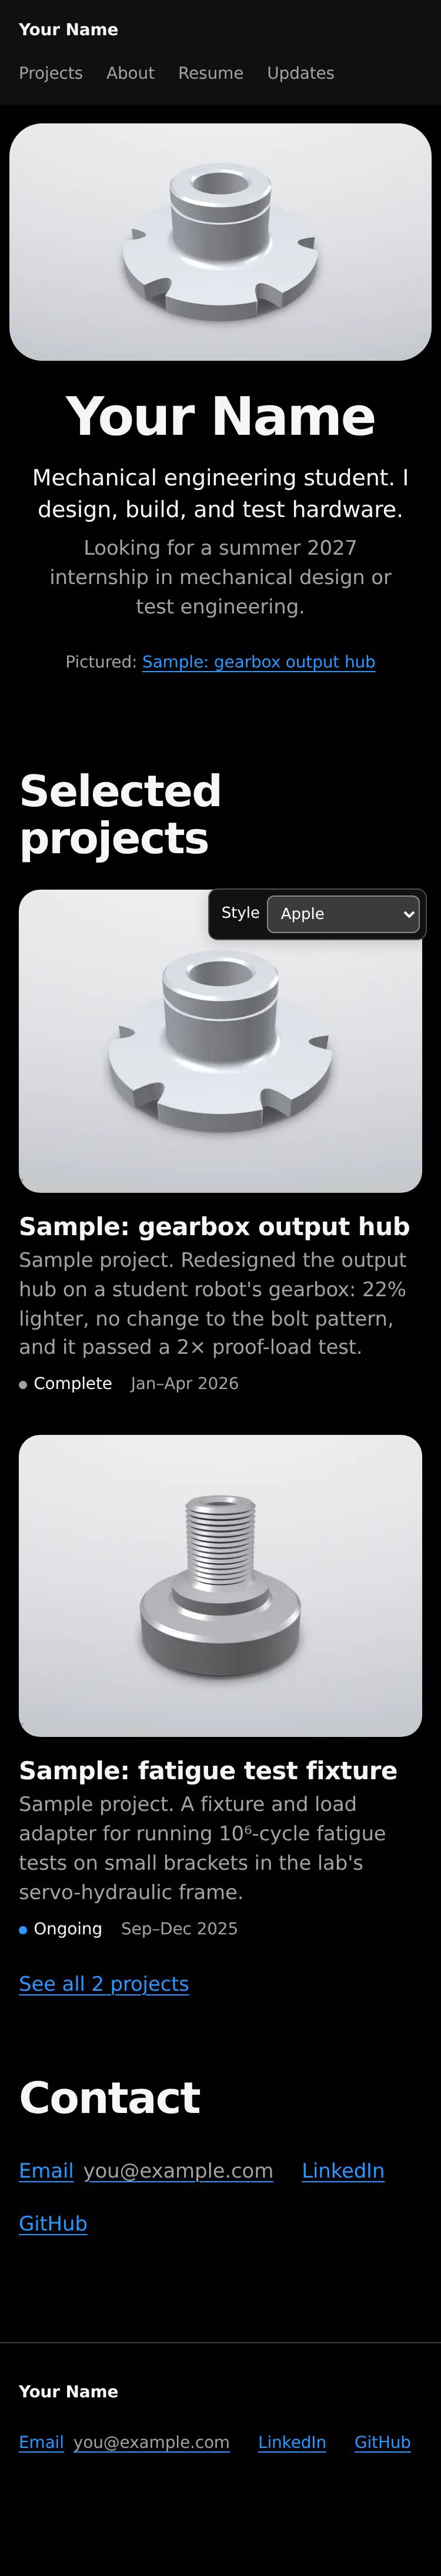 Your Name
Projects About Resume Updates
Your Name
Mechanical engineering student. I
design, build, and test hardware.
Looking for a summer 2027
internship in mechanical design or
test engineering.
Pictured: Sample: gearbox output hub
Selected
projects
Style Apple
Sample: gearbox output hub
Sample project. Redesigned the output
hub on a student robot's gearbox: 22%
lighter, no change to the bolt pattern,
and it passed a 2× proof-load test.
Complete Jan–Apr 2026
Sample: fatigue test fixture
Sample project. A fixture and load
adapter for running 10⁶-cycle fatigue
tests on small brackets in the lab's
servo-hydraulic frame.
Ongoing Sep–Dec 2025
See all 2 projects
Contact
Email you@example.com LinkedIn
GitHub
Your Name
Email you@example.com LinkedIn GitHub